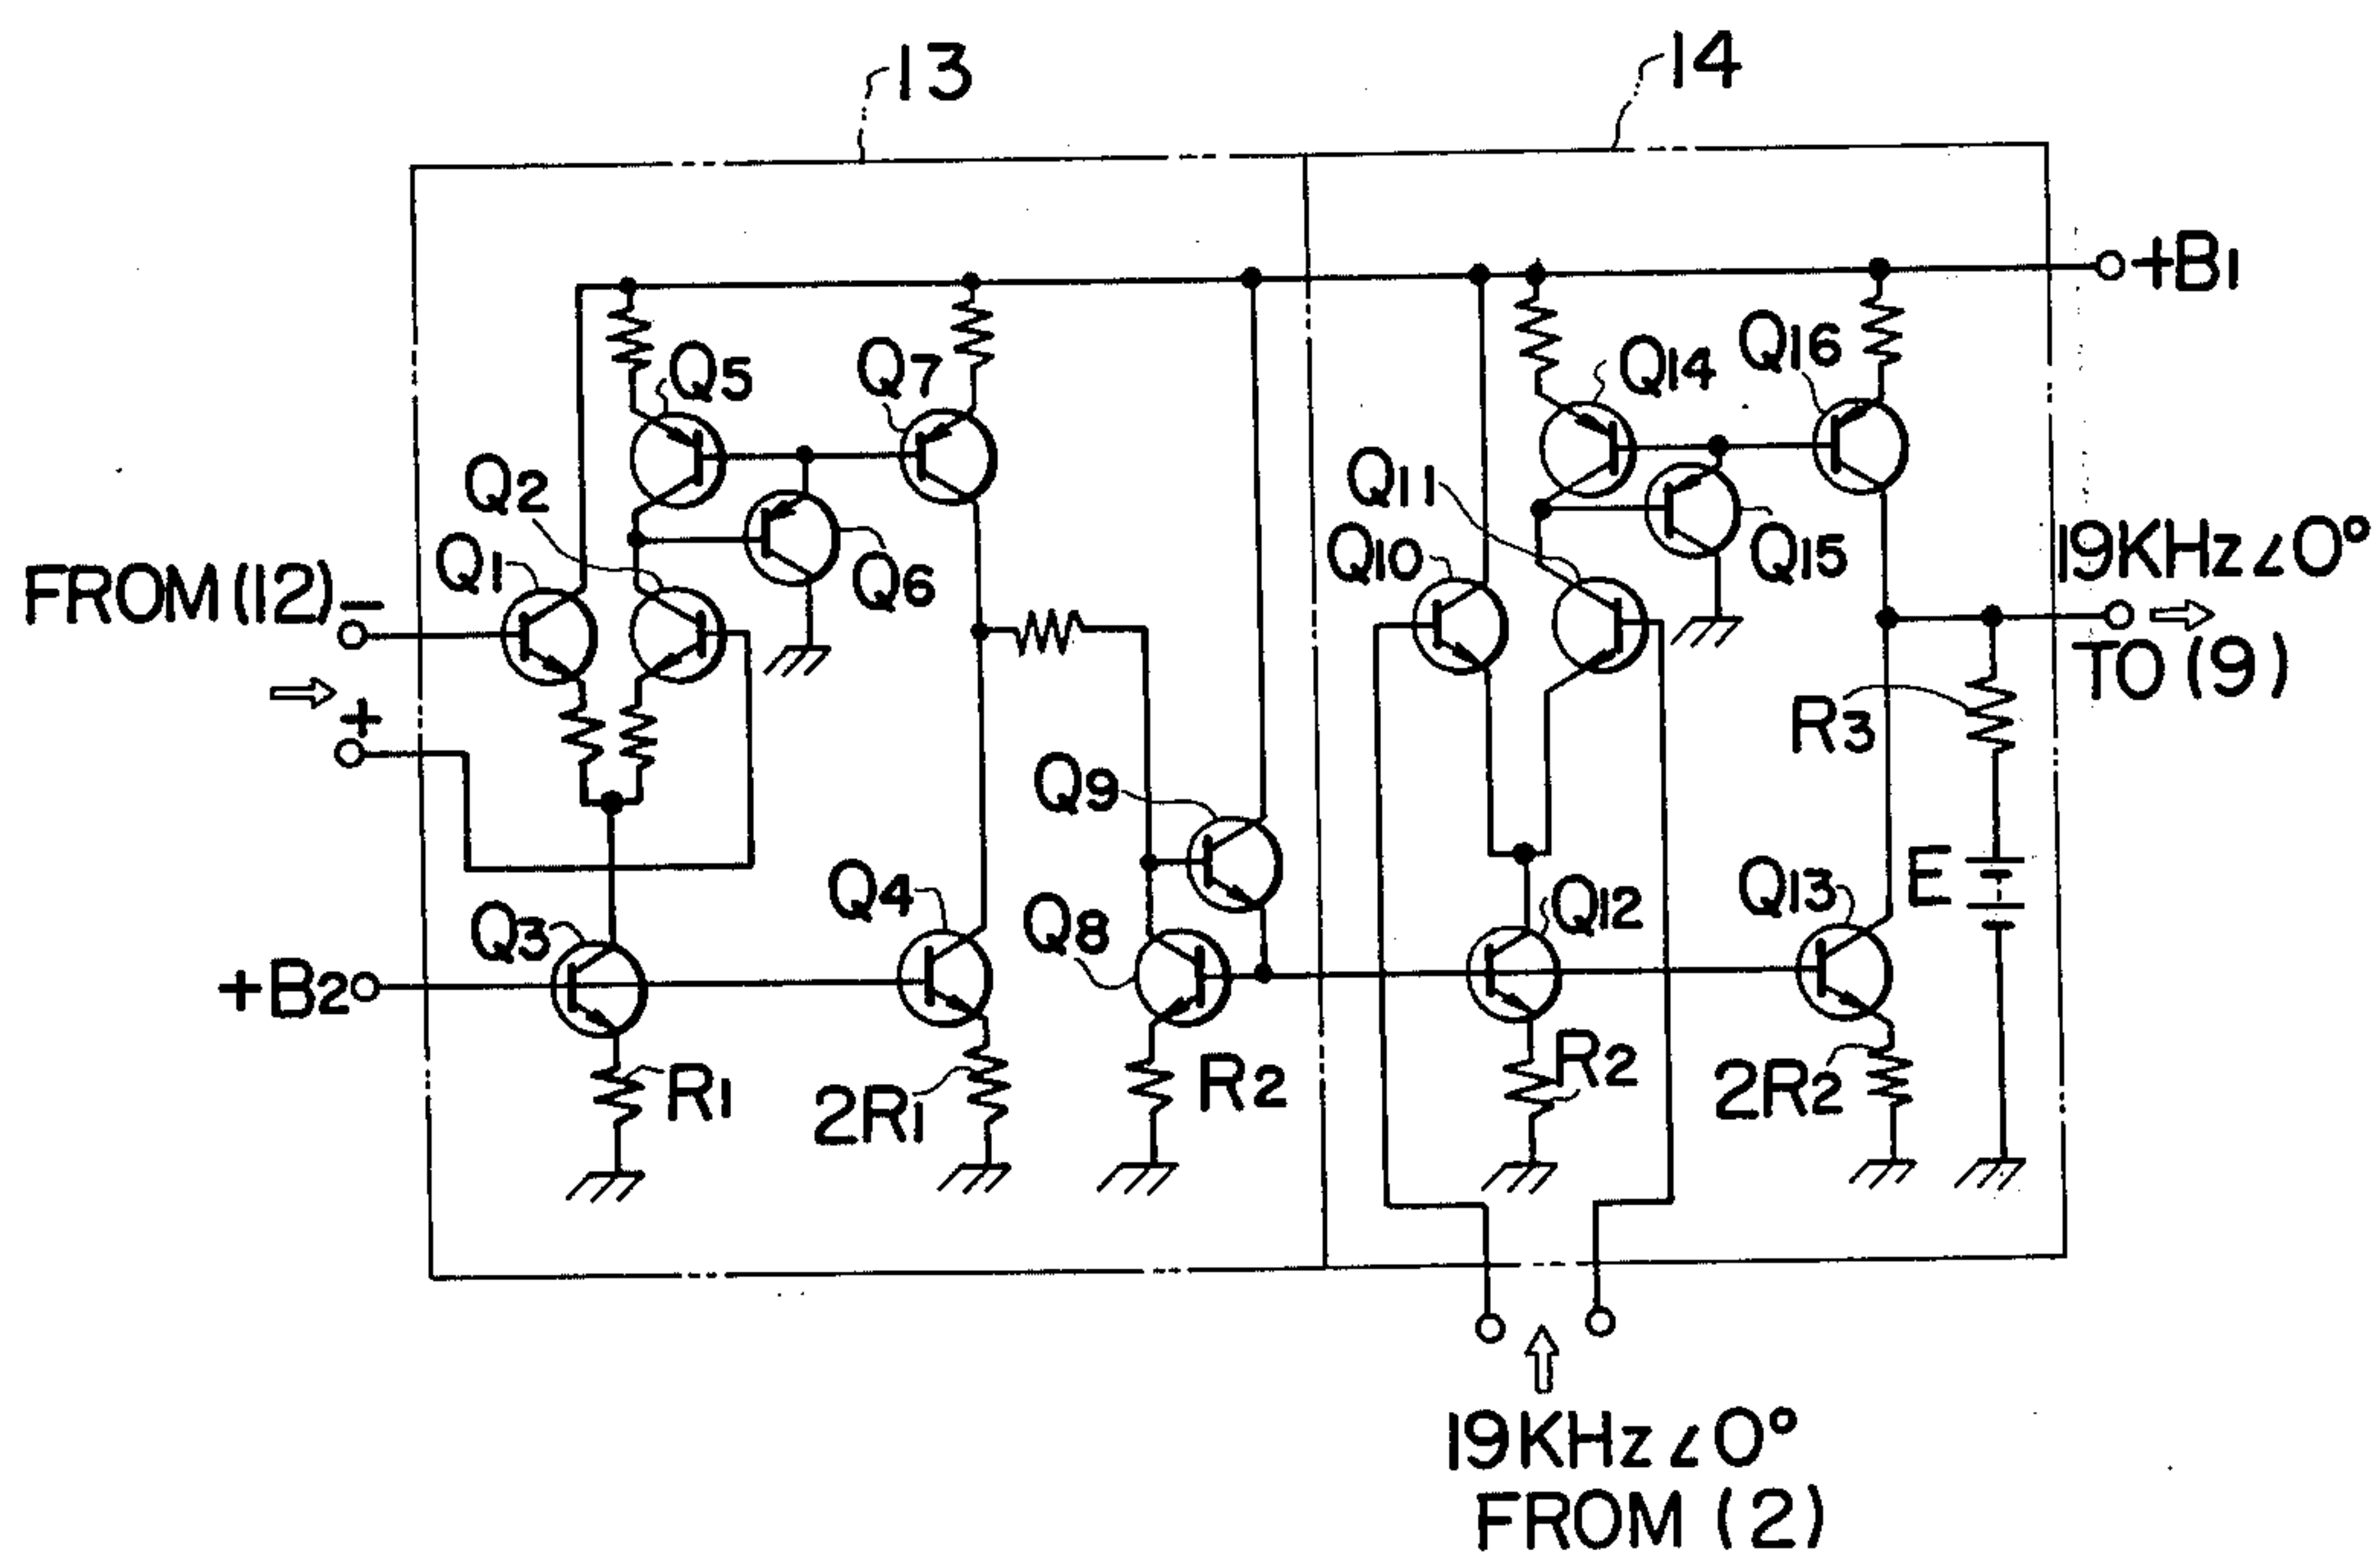 13
14
+B1
Q5
Q7
Q14
Q16
Q2
Q11
Q1
Q10
Q6
Q15
FROM (12) −
+
19KHz∠0°
TO (9)
R3
Q9
Q4
Q8
Q3
Q12
Q13
E
+B2
R1
2R1
R2
R2
2R2
19KHz∠0°
FROM (2)